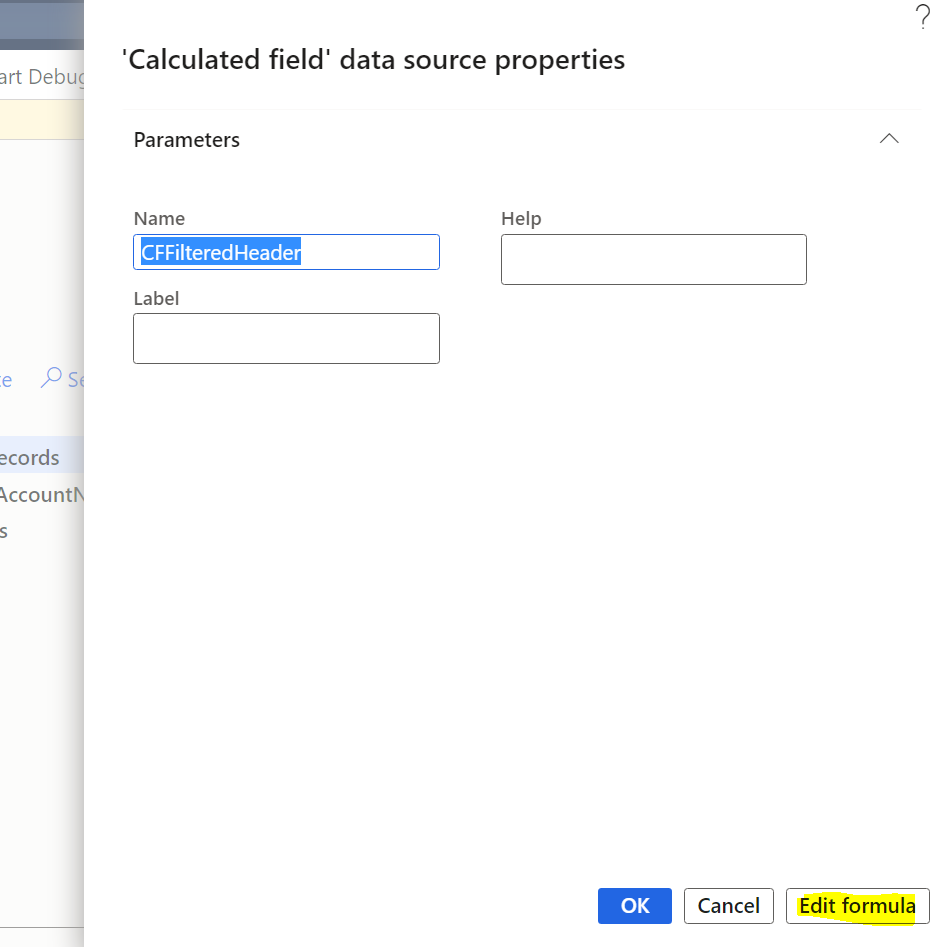 ?
'Calculated field' data source properties
art Debug
Parameters
Name
Help
CFFilteredHeader
Label
te
Se
ecords
AccountN
s
OK
Cancel
Edit formula